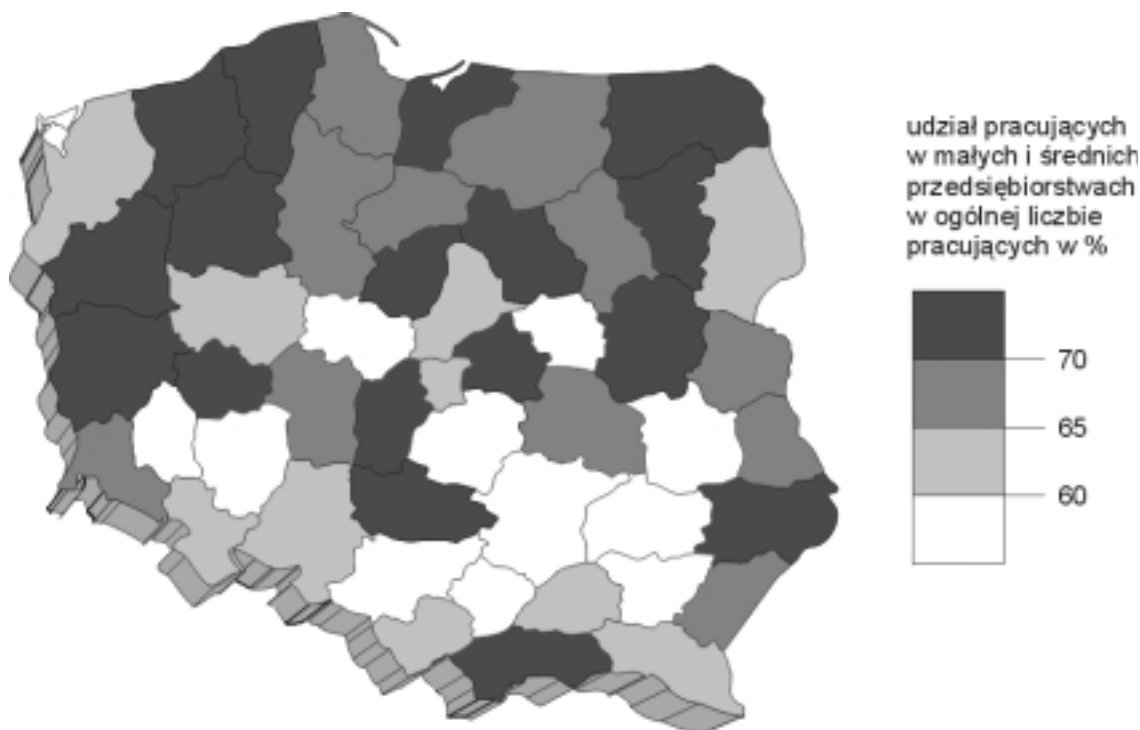 udział pracujących
w małych i średnich
przedsiębiorstwach
w ogólnej liczbie
pracujących w %
70
65
60